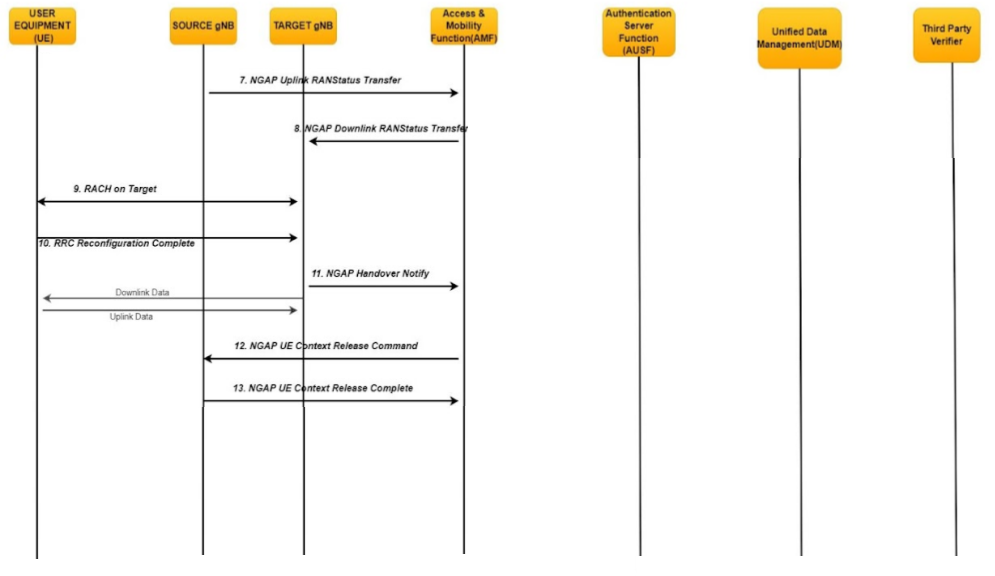 USER
EQUIPMENT
(UE)
SOURCE gNB
TARGET gNB
Access &
Mobility
Function(AMF)
Authentication
Server
Function
(AUSF)
Unified Data
Management(UDM)
Third Party
Verifier
7. NGAP Uplink RANStatus Transfer
8. NGAP Downlink RANStatus Transfer
9. RACH on Target
10. RRC Reconfiguration Complete
11. NGAP Handover Notify
Downlink Data
Uplink Data
12. NGAP UE Context Release Command
13. NGAP UE Context Release Complete